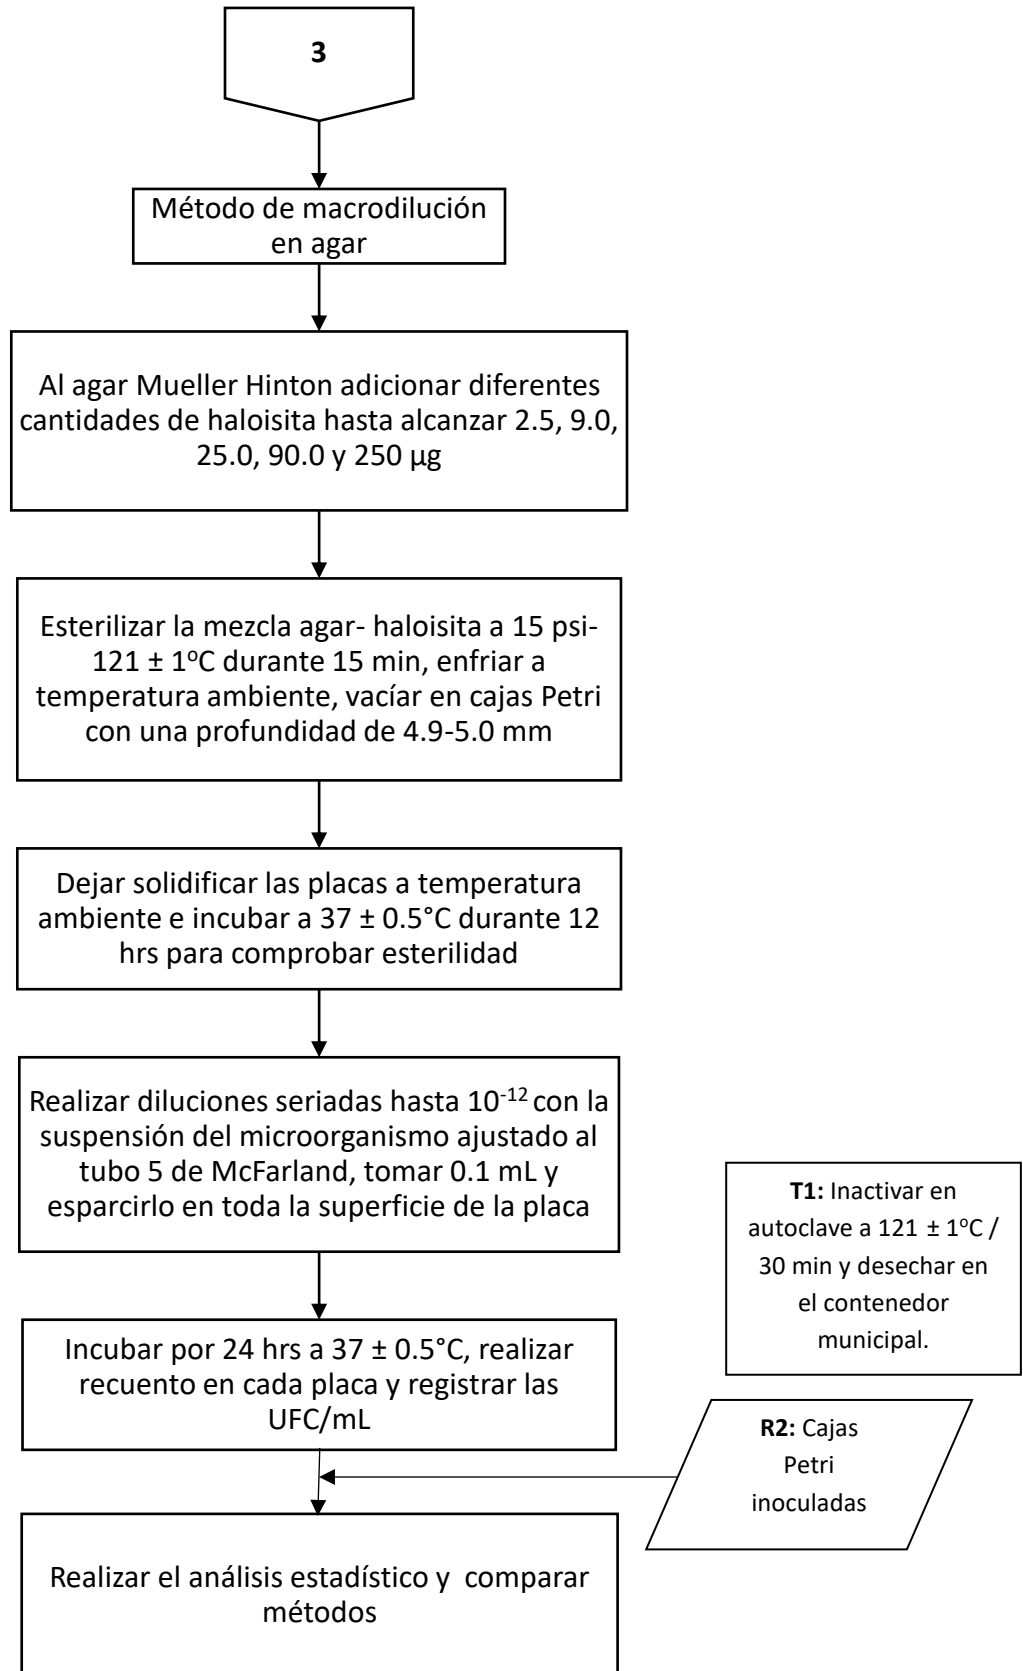 3
Método de macrodilución
en agar
Al agar Mueller Hinton adicionar diferentes
cantidades de haloisita hasta alcanzar 2.5, 9.0,
25.0, 90.0 y 250 µg
Esterilizar la mezcla agar- haloisita a 15 psi-
121 ± 1ºC durante 15 min, enfriar a
temperatura ambiente, vacíar en cajas Petri
con una profundidad de 4.9-5.0 mm
Dejar solidificar las placas a temperatura
ambiente e incubar a 37 ± 0.5°C durante 12
hrs para comprobar esterilidad
Realizar diluciones seriadas hasta 10⁻¹² con la
suspensión del microorganismo ajustado al
tubo 5 de McFarland, tomar 0.1 mL y
esparcirlo en toda la superficie de la placa
T1: Inactivar en
autoclave a 121 ± 1ºC /
30 min y desechar en
el contenedor
municipal.
Incubar por 24 hrs a 37 ± 0.5°C, realizar
recuento en cada placa y registrar las
UFC/mL
R2: Cajas
Petri
inoculadas
Realizar el análisis estadístico y comparar
métodos